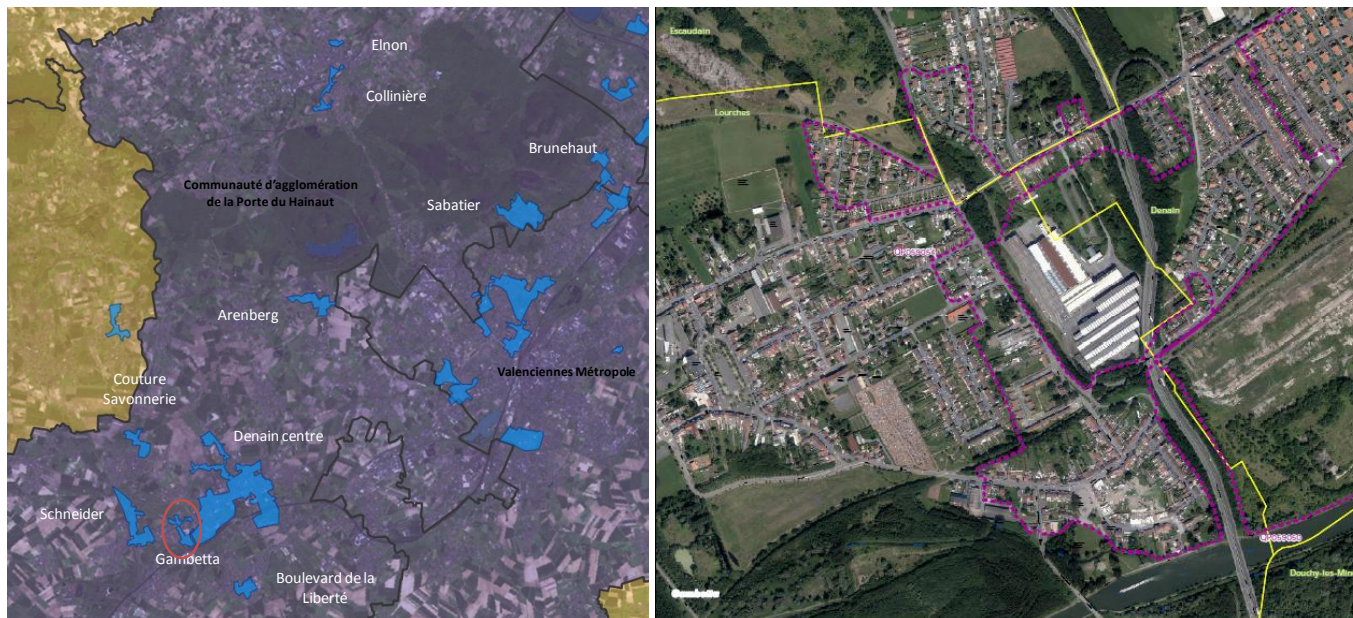 Elnon
Collinière
Brunehaut
Communauté d'agglomération
de la Porte du Hainaut
Sabatier
Arenberg
Valenciennes Métropole
Couture
Savonnerie
Denain centre
Schneider
Gambetta
Boulevard de la
Liberté
Escaudain
Lourches
Denain
Douchy-les-Min
Gambetta